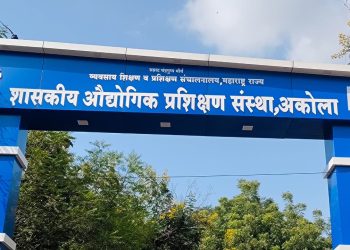 व्यवसाय शिक्षण व प्रशिक्षण संचालनालय,महाराष्ट्र राज्य
शासकीय औद्योगिक प्रशिक्षण संस्था,अकोला